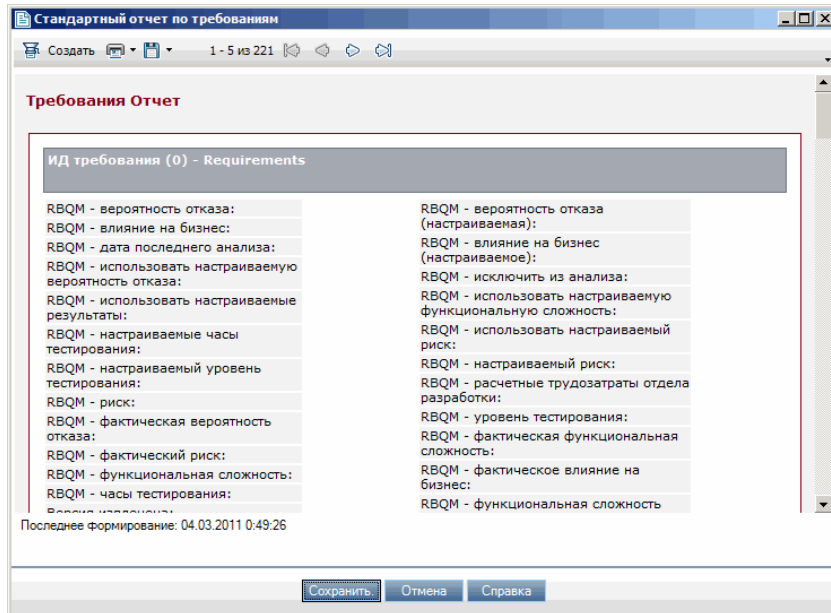 Стандартный отчет по требованиям
Создать
1 - 5 из 221
Требования Отчет
ИД требования (0) - Requirements
RBQM - вероятность отказа:
RBQM - влияние на бизнес:
RBQM - дата последнего анализа:
RBQM - использовать настраиваемую
вероятность отказа:
RBQM - использовать настраиваемые
результаты:
RBQM - настраиваемые часы
тестирования:
RBQM - настраиваемый уровень
тестирования:
RBQM - риск:
RBQM - фактическая вероятность
отказа:
RBQM - фактический риск:
RBQM - функциональная сложность:
RBQM - часы тестирования:
RBQM - вероятность отказа
(настраиваемая):
RBQM - влияние на бизнес
(настраиваемое):
RBQM - исключить из анализа:
RBQM - использовать настраиваемую
функциональную сложность:
RBQM - использовать настраиваемый
риск:
RBQM - настраиваемый риск:
RBQM - расчетные трудозатраты отдела
разработки:
RBQM - уровень тестирования:
RBQM - фактическая функциональная
сложность:
RBQM - фактическое влияние на
бизнес:
RBQM - функциональная сложность
Последнее формирование: 04.03.2011 0:49:26
Сохранить.
Отмена
Справка